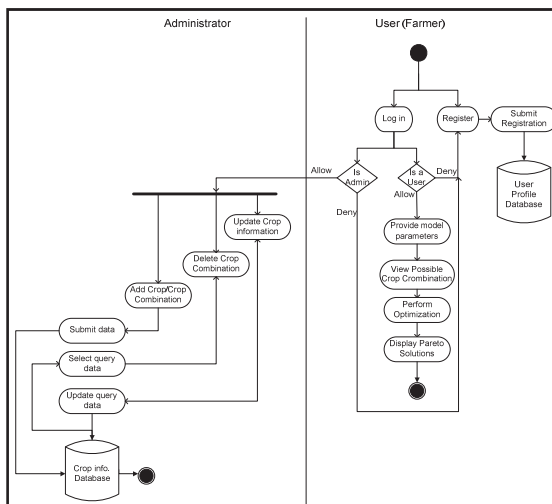 Administrator
User (Farmer)
Log in
Register
Submit
Registration
Allow
Is
Admin
Is a
User
Deny
Allow
Deny
User
Profile
Database
Update Crop
information
Provide model
parameters
Delete Crop
Combination
View Possible
Crop Crombination
Add Crop/Crop
Combination
Perform
Optimization
Submit data
Display Pareto
Solutions
Select query
data
Update query
data
Crop info.
Database